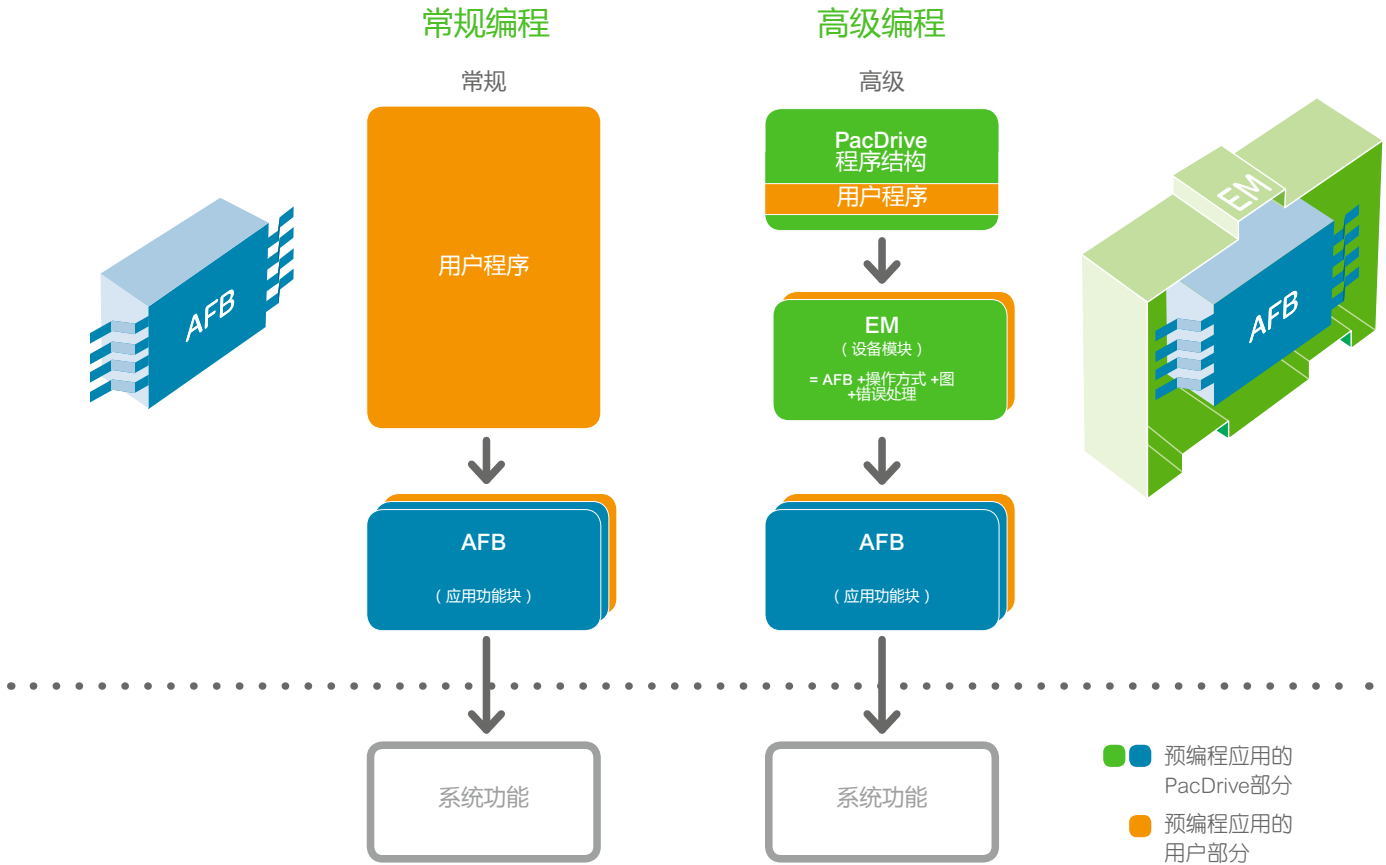 常规编程
常规
用户程序
AFB
AFB
（应用功能块）
系统功能
高级编程
高级
PacDrive
程序结构
用户程序
EM
（设备模块）
= AFB +操作方式 +图
+错误处理
AFB
（应用功能块）
系统功能
EM
AFB
预编程应用的
PacDrive部分
预编程应用的
用户部分